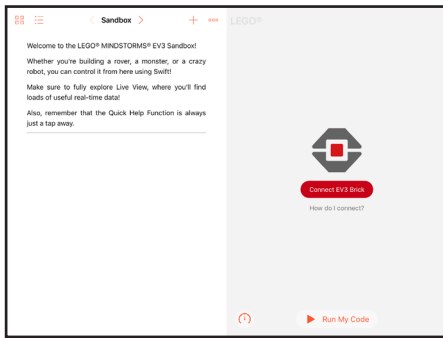 Sandbox
LEGO®
Welcome to the LEGO® MINDSTORMS® EV3 Sandbox!
Whether you're building a rover, a monster, or a crazy
robot, you can control it from here using Swift!
Make sure to fully explore Live View, where you'll find
loads of useful real-time data!
Also, remember that the Quick Help Function is always
just a tap away.
Connect EV3 Brick
How do I connect?
Run My Code